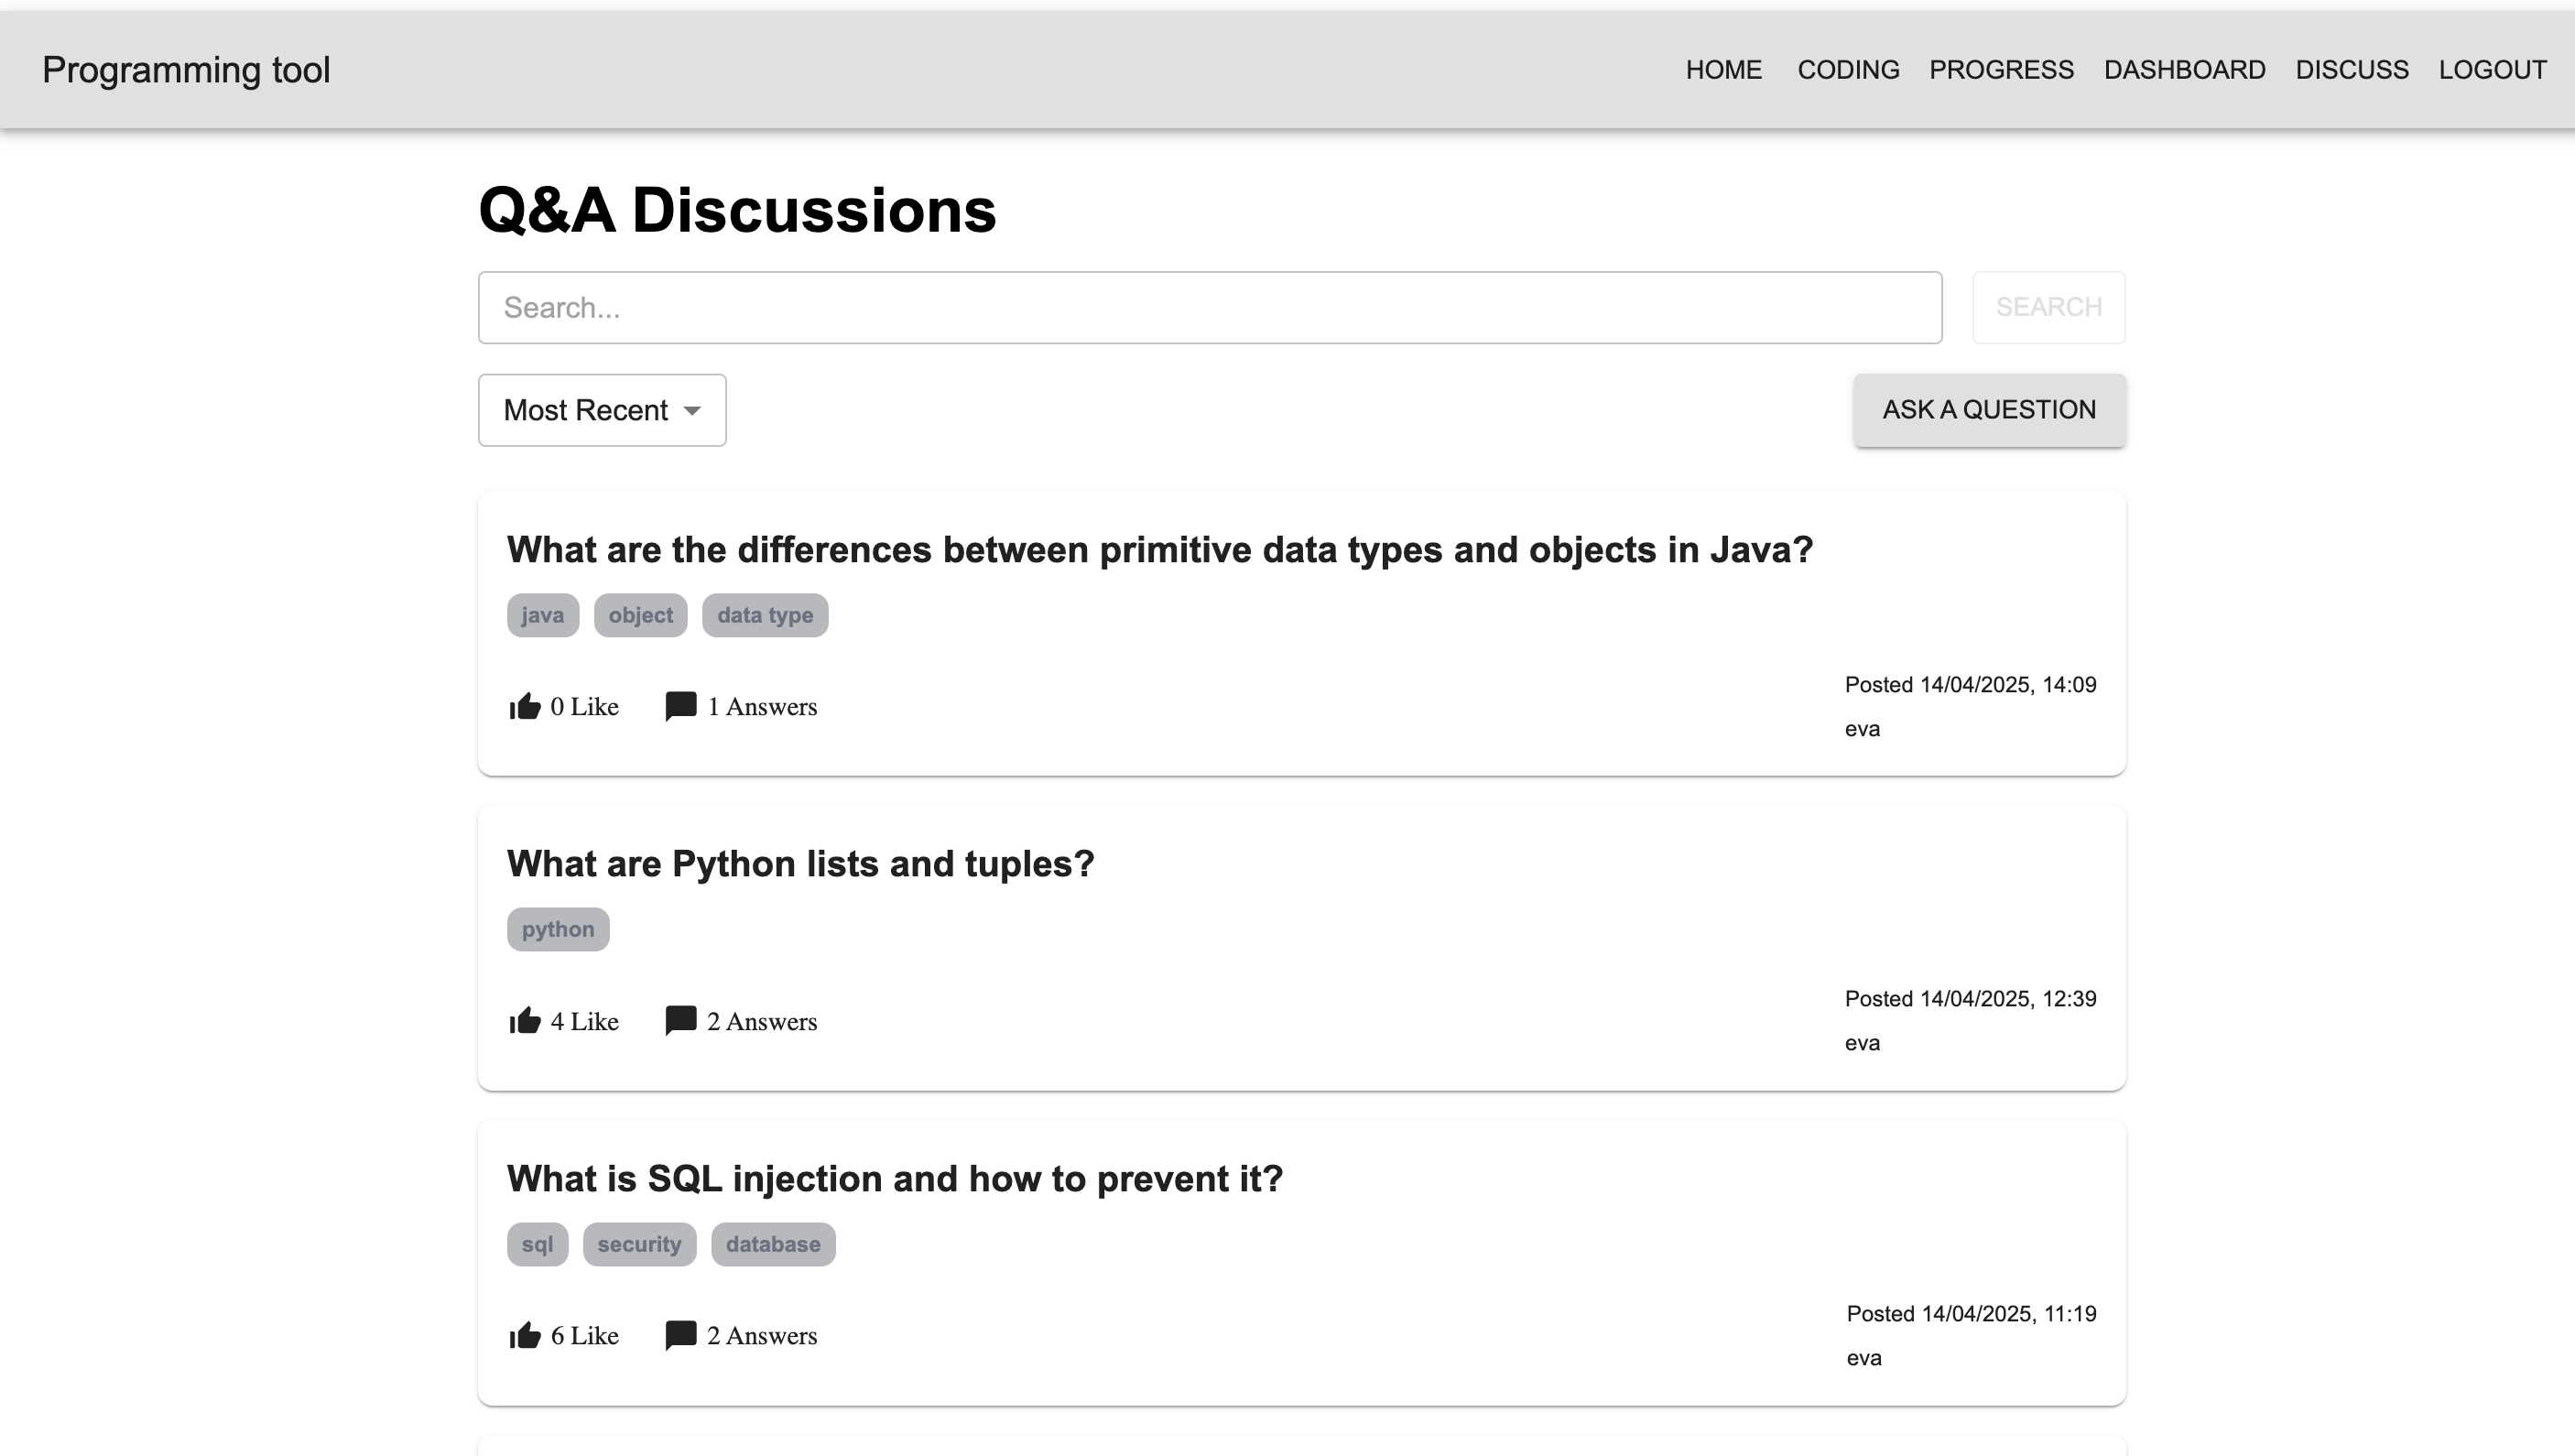 Programming tool HOME CODING PROGRESS DASHBOARD DISCUSS LOGOUT
Q&A Discussions
Search... SEARCH
Most Recent ASK A QUESTION
What are the differences between primitive data types and objects in Java?
java object data type
0 Like 1 Answers
Posted 14/04/2025, 14:09
eva
What are Python lists and tuples?
python
4 Like 2 Answers
Posted 14/04/2025, 12:39
eva
What is SQL injection and how to prevent it?
sql security database
6 Like 2 Answers
Posted 14/04/2025, 11:19
eva